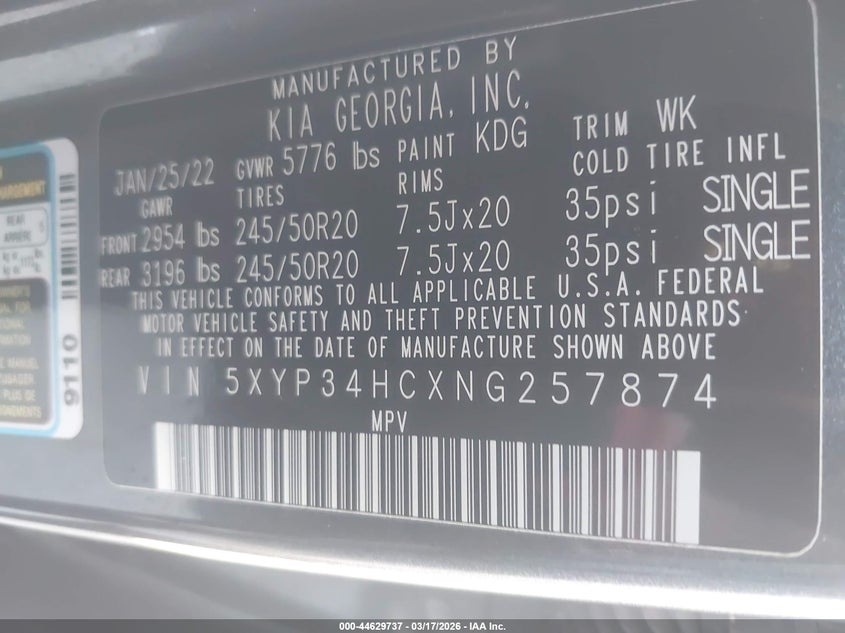 MANUFACTURED BY
KIA GEORGIA, INC.
JAN/25/22 GVWR 5776 lbs PAINT KDG TRIM WK
GAWR TIRES RIMS COLD TIRE INFL
FRONT 2954 lbs 245/50R20 7.5Jx20 35psi SINGLE
REAR 3196 lbs 245/50R20 7.5Jx20 35psi SINGLE
THIS VEHICLE CONFORMS TO ALL APPLICABLE U.S.A. FEDERAL
MOTOR VEHICLE SAFETY AND THEFT PREVENTION STANDARDS
IN EFFECT ON THE DATE OF MANUFACTURE SHOWN ABOVE
VIN 5XYP34HCXNG257874
MPV
REAR
ARRIÈRE
9110
000-44629737 - 03/17/2026 - IAA Inc.